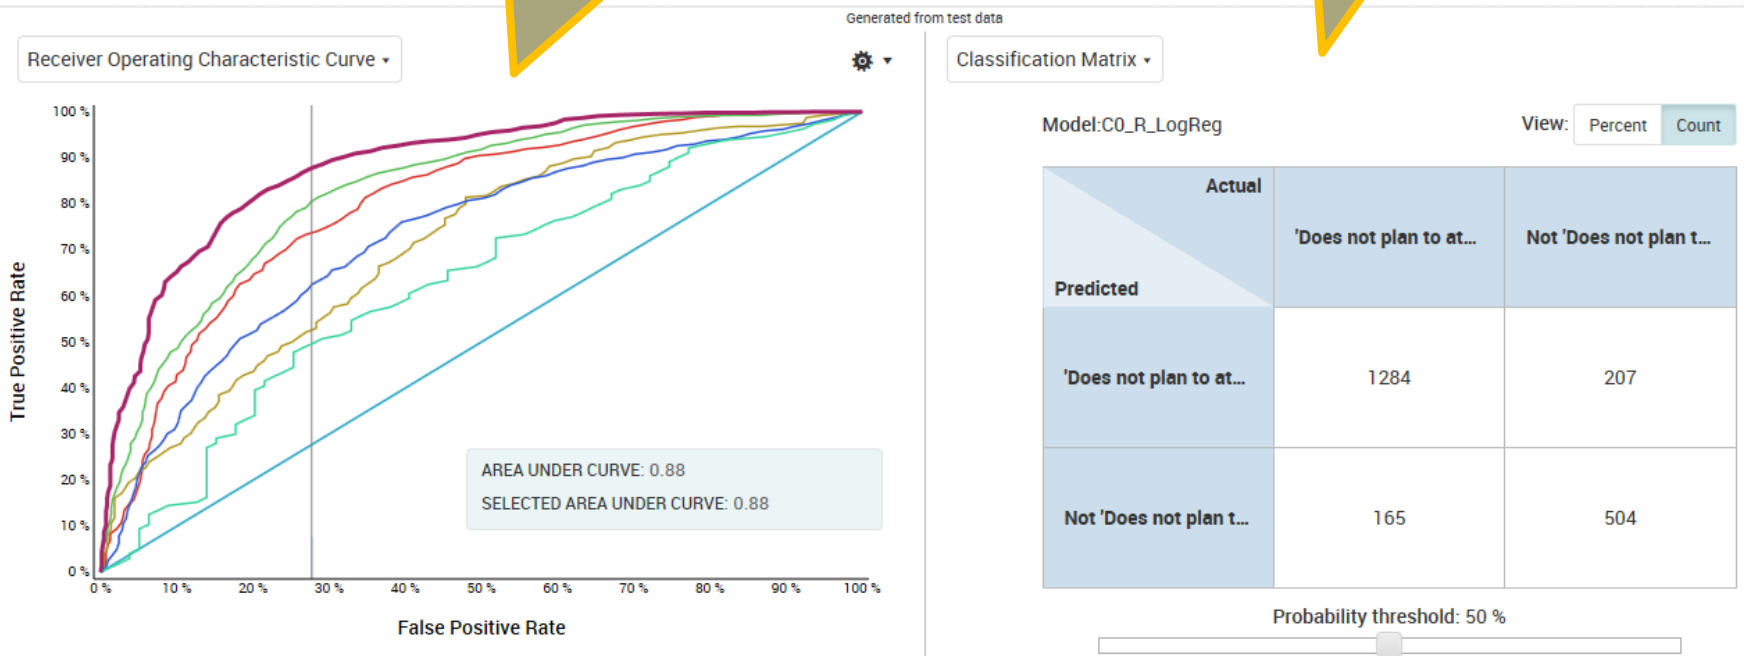 Generated from test data
Receiver Operating Characteristic Curve
Classification Matrix
100 %
90 %
80 %
70 %
60 %
50 %
40 %
30 %
20 %
10 %
0 %
True Positive Rate
AREA UNDER CURVE: 0.88
SELECTED AREA UNDER CURVE: 0.88
0 % 10 % 20 % 30 % 40 % 50 % 60 % 70 % 80 % 90 % 100 %
False Positive Rate
Model:C0_R_LogReg
View: Percent Count
Actual
Predicted
'Does not plan to at... Not 'Does not plan t...
'Does not plan to at... 1284 207
Not 'Does not plan t... 165 504
Probability threshold: 50 %